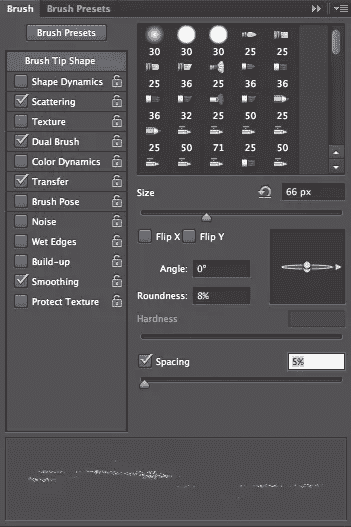 Brush Brush Presets
Brush Presets
Brush Tip Shape
Shape Dynamics
Scattering
Texture
Dual Brush
Color Dynamics
Transfer
Brush Pose
Noise
Wet Edges
Build-up
Smoothing
Protect Texture
30 30 30 25 25
25 36 25 36 36
36 32 25 50 25
25 50 71 25 50
Size 66 px
Flip X Flip Y
Angle: 0°
Roundness: 8%
Hardness
Spacing 5%